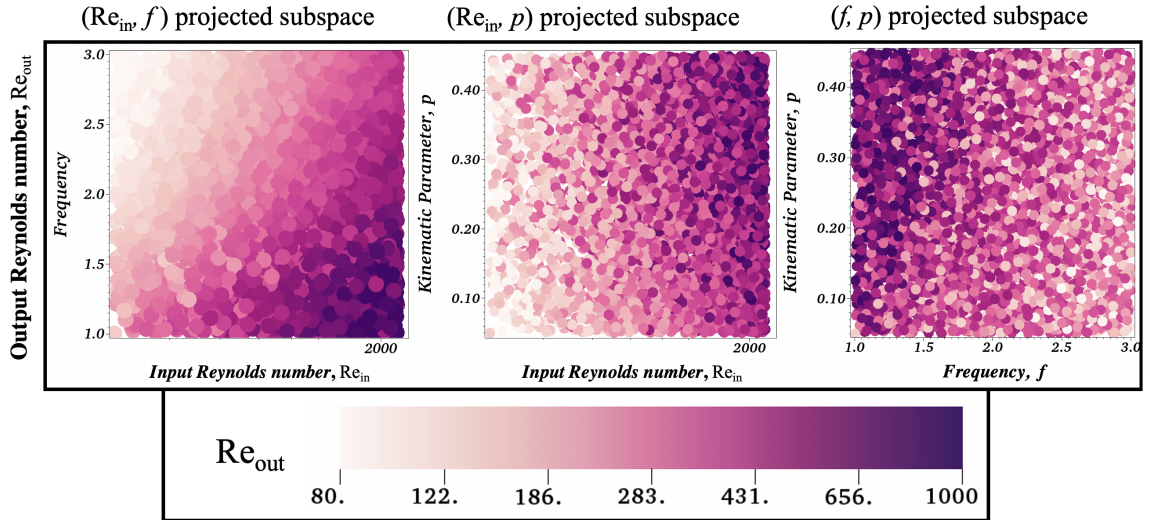 (Re_in, f) projected subspace
(Re_in, p) projected subspace
(f, p) projected subspace
Output Reynolds number, Re_out
Frequency
3.0
2.5
2.0
1.5
1.0
2000
Input Reynolds number, Re_in
Kinematic Parameter, p
0.40
0.30
0.20
0.10
2000
Input Reynolds number, Re_in
Kinematic Parameter, p
0.40
0.30
0.20
0.10
1.0 1.5 2.0 2.5 3.0
Frequency, f
Re_out
80. 122. 186. 283. 431. 656. 1000